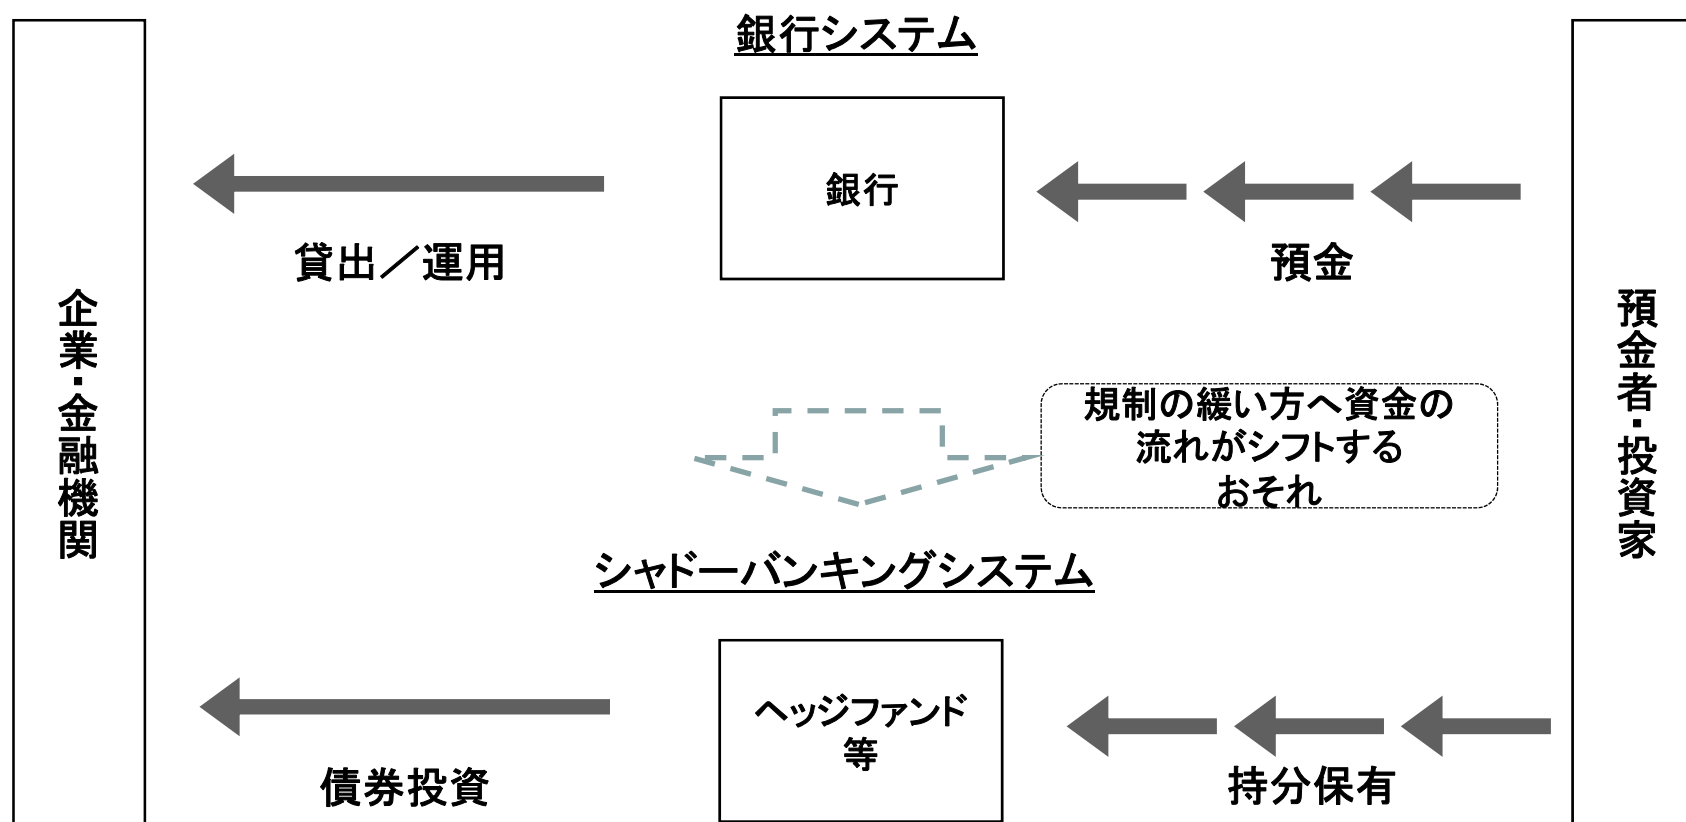 銀行システム
銀行
貸出／運用
預金
企業・金融機関
預金者・投資家
規制の緩い方へ資金の
流れがシフトする
おそれ
シャドーバンキングシステム
ヘッジファンド
等
債券投資
持分保有